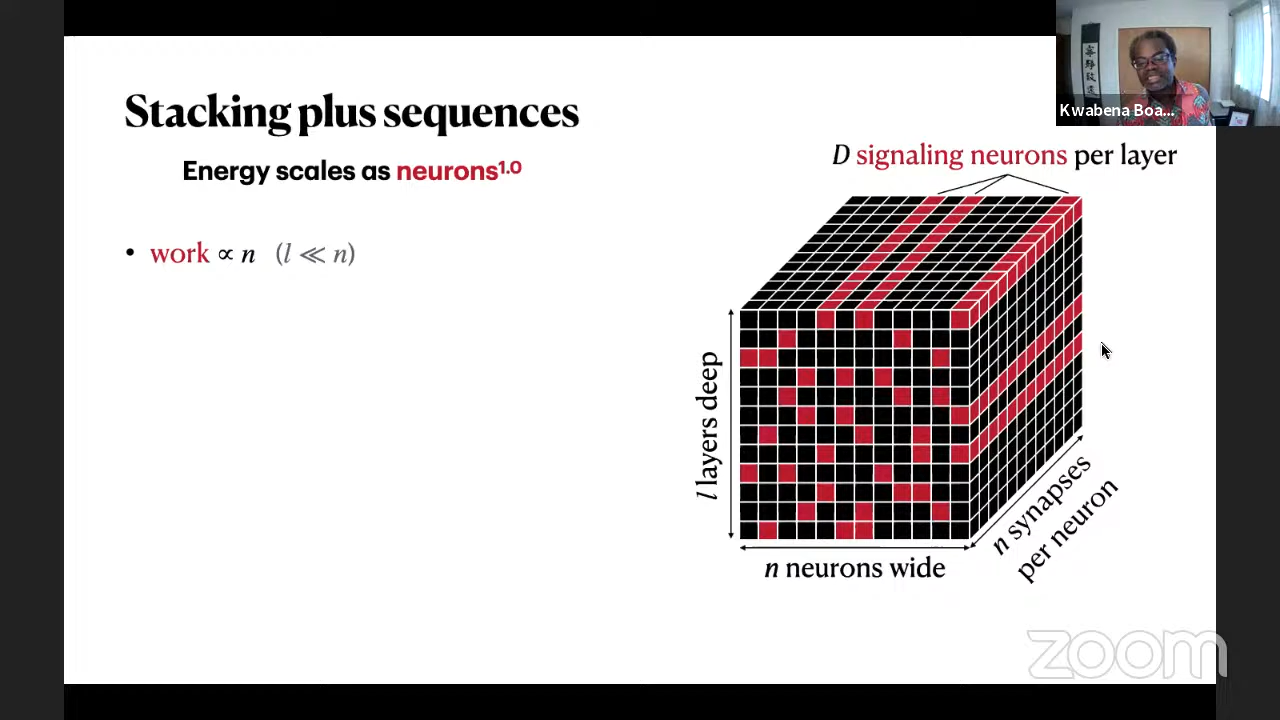 Stacking plus sequences
Energy scales as neurons¹·⁰
• work ∝ n (l ≪ n)
Kwabena Boa...
D signaling neurons per layer
l layers deep
n neurons wide
n synapses
per neuron
zoom